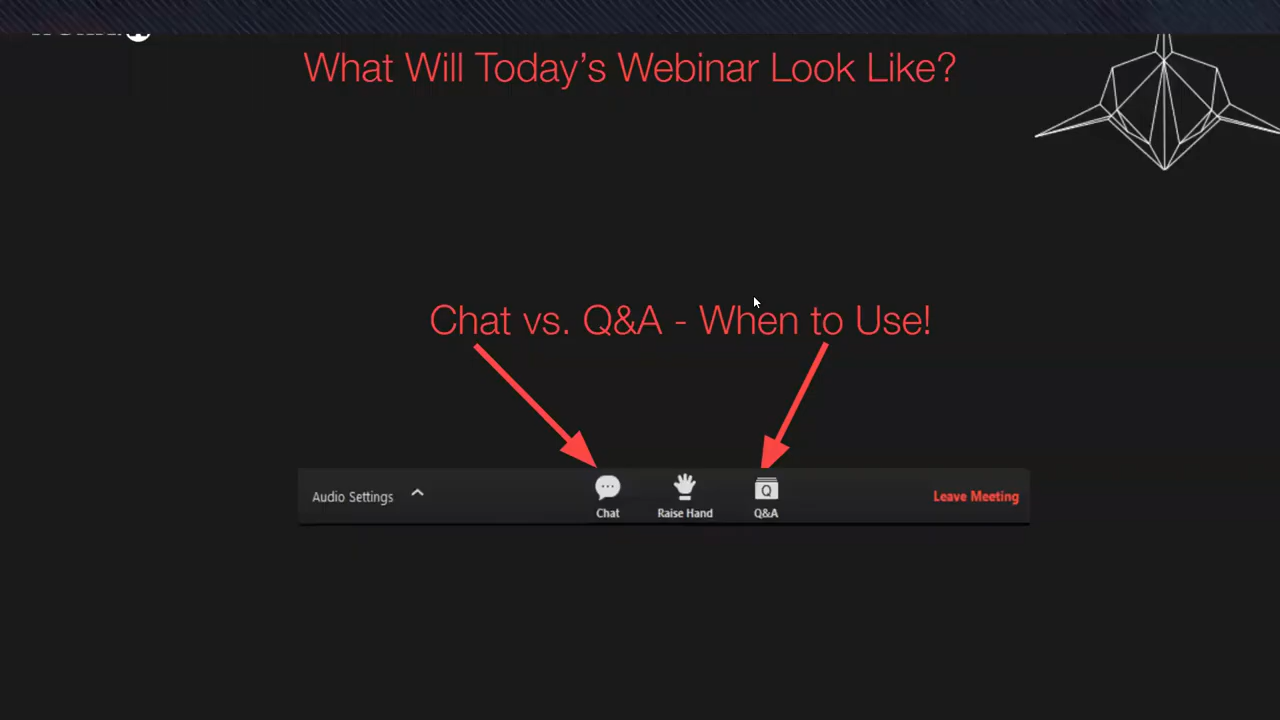 What Will Today's Webinar Look Like?
Chat vs. Q&A - When to Use!
Audio Settings
Chat
Raise Hand
Q
Q&A
Leave Meeting